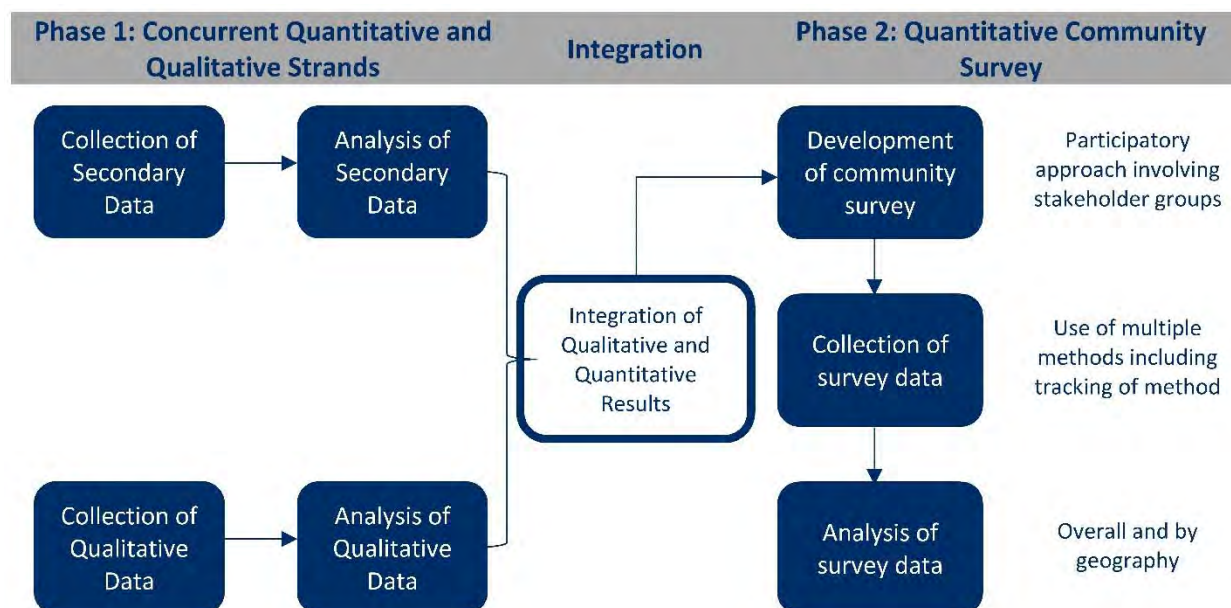 Phase 1: Concurrent Quantitative and
Qualitative Strands
Integration
Phase 2: Quantitative Community
Survey
Collection of
Secondary
Data
Analysis of
Secondary
Data
Development
of community
survey
Participatory
approach involving
stakeholder groups
Integration of
Qualitative and
Quantitative
Results
Collection of
survey data
Use of multiple
methods including
tracking of method
Collection of
Qualitative
Data
Analysis of
Qualitative
Data
Analysis of
survey data
Overall and by
geography